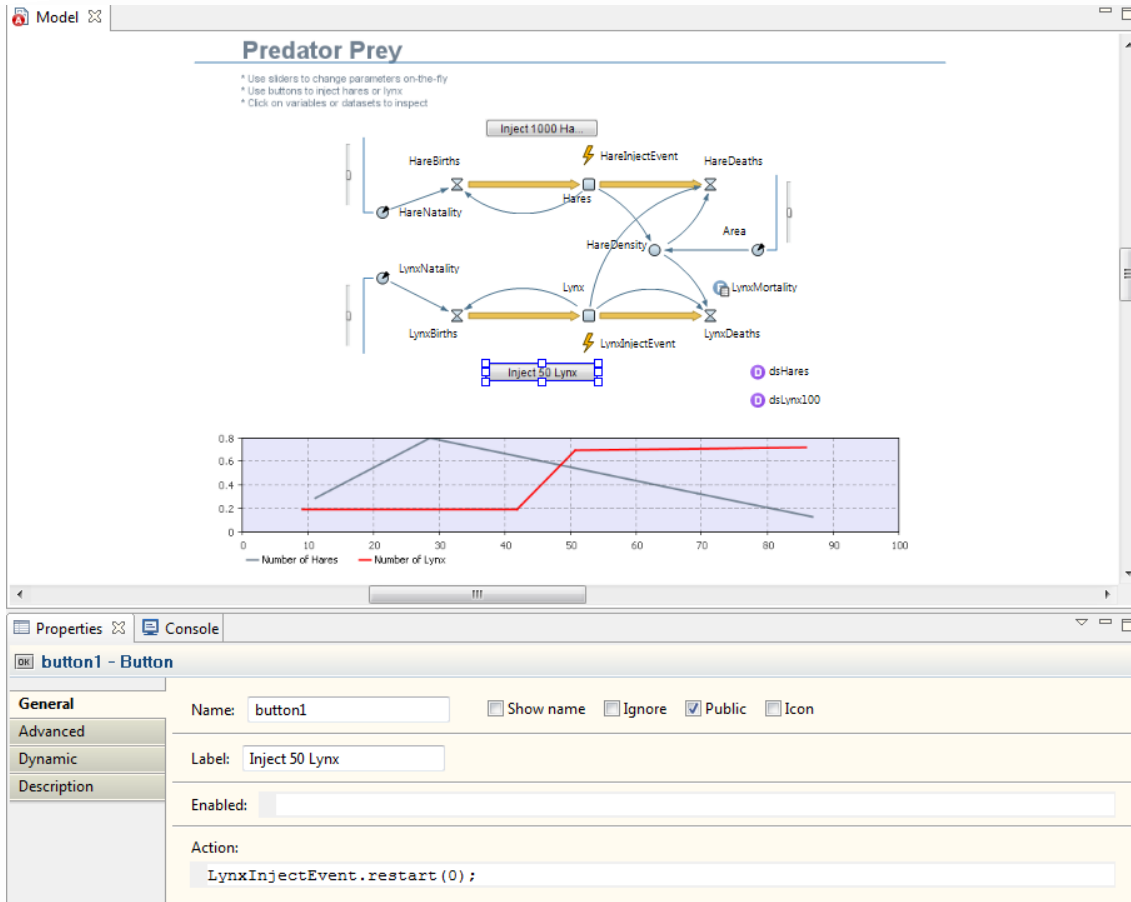 Model
Predator Prey
* Use sliders to change parameters on-the-fly
* Use buttons to inject hares or lynx
* Click on variables or datasets to inspect
Inject 1000 Ha...
HareBirths
HareInjectEvent
HareDeaths
Hares
HareNatality
Area
HareDensity
LynxNatality
Lynx
LynxMortality
LynxBirths
LynxInjectEvent
LynxDeaths
Inject 50 Lynx
D dsHares
D dsLynx100
0.8
0.6
0.4
0.2
0
0 10 20 30 40 50 60 70 80 90 100
Number of Hares Number of Lynx
Properties Console
OK button1 - Button
General
Advanced
Dynamic
Description
Name: button1 Show name Ignore Public Icon
Label: Inject 50 Lynx
Enabled:
Action:
LynxInjectEvent.restart(0);